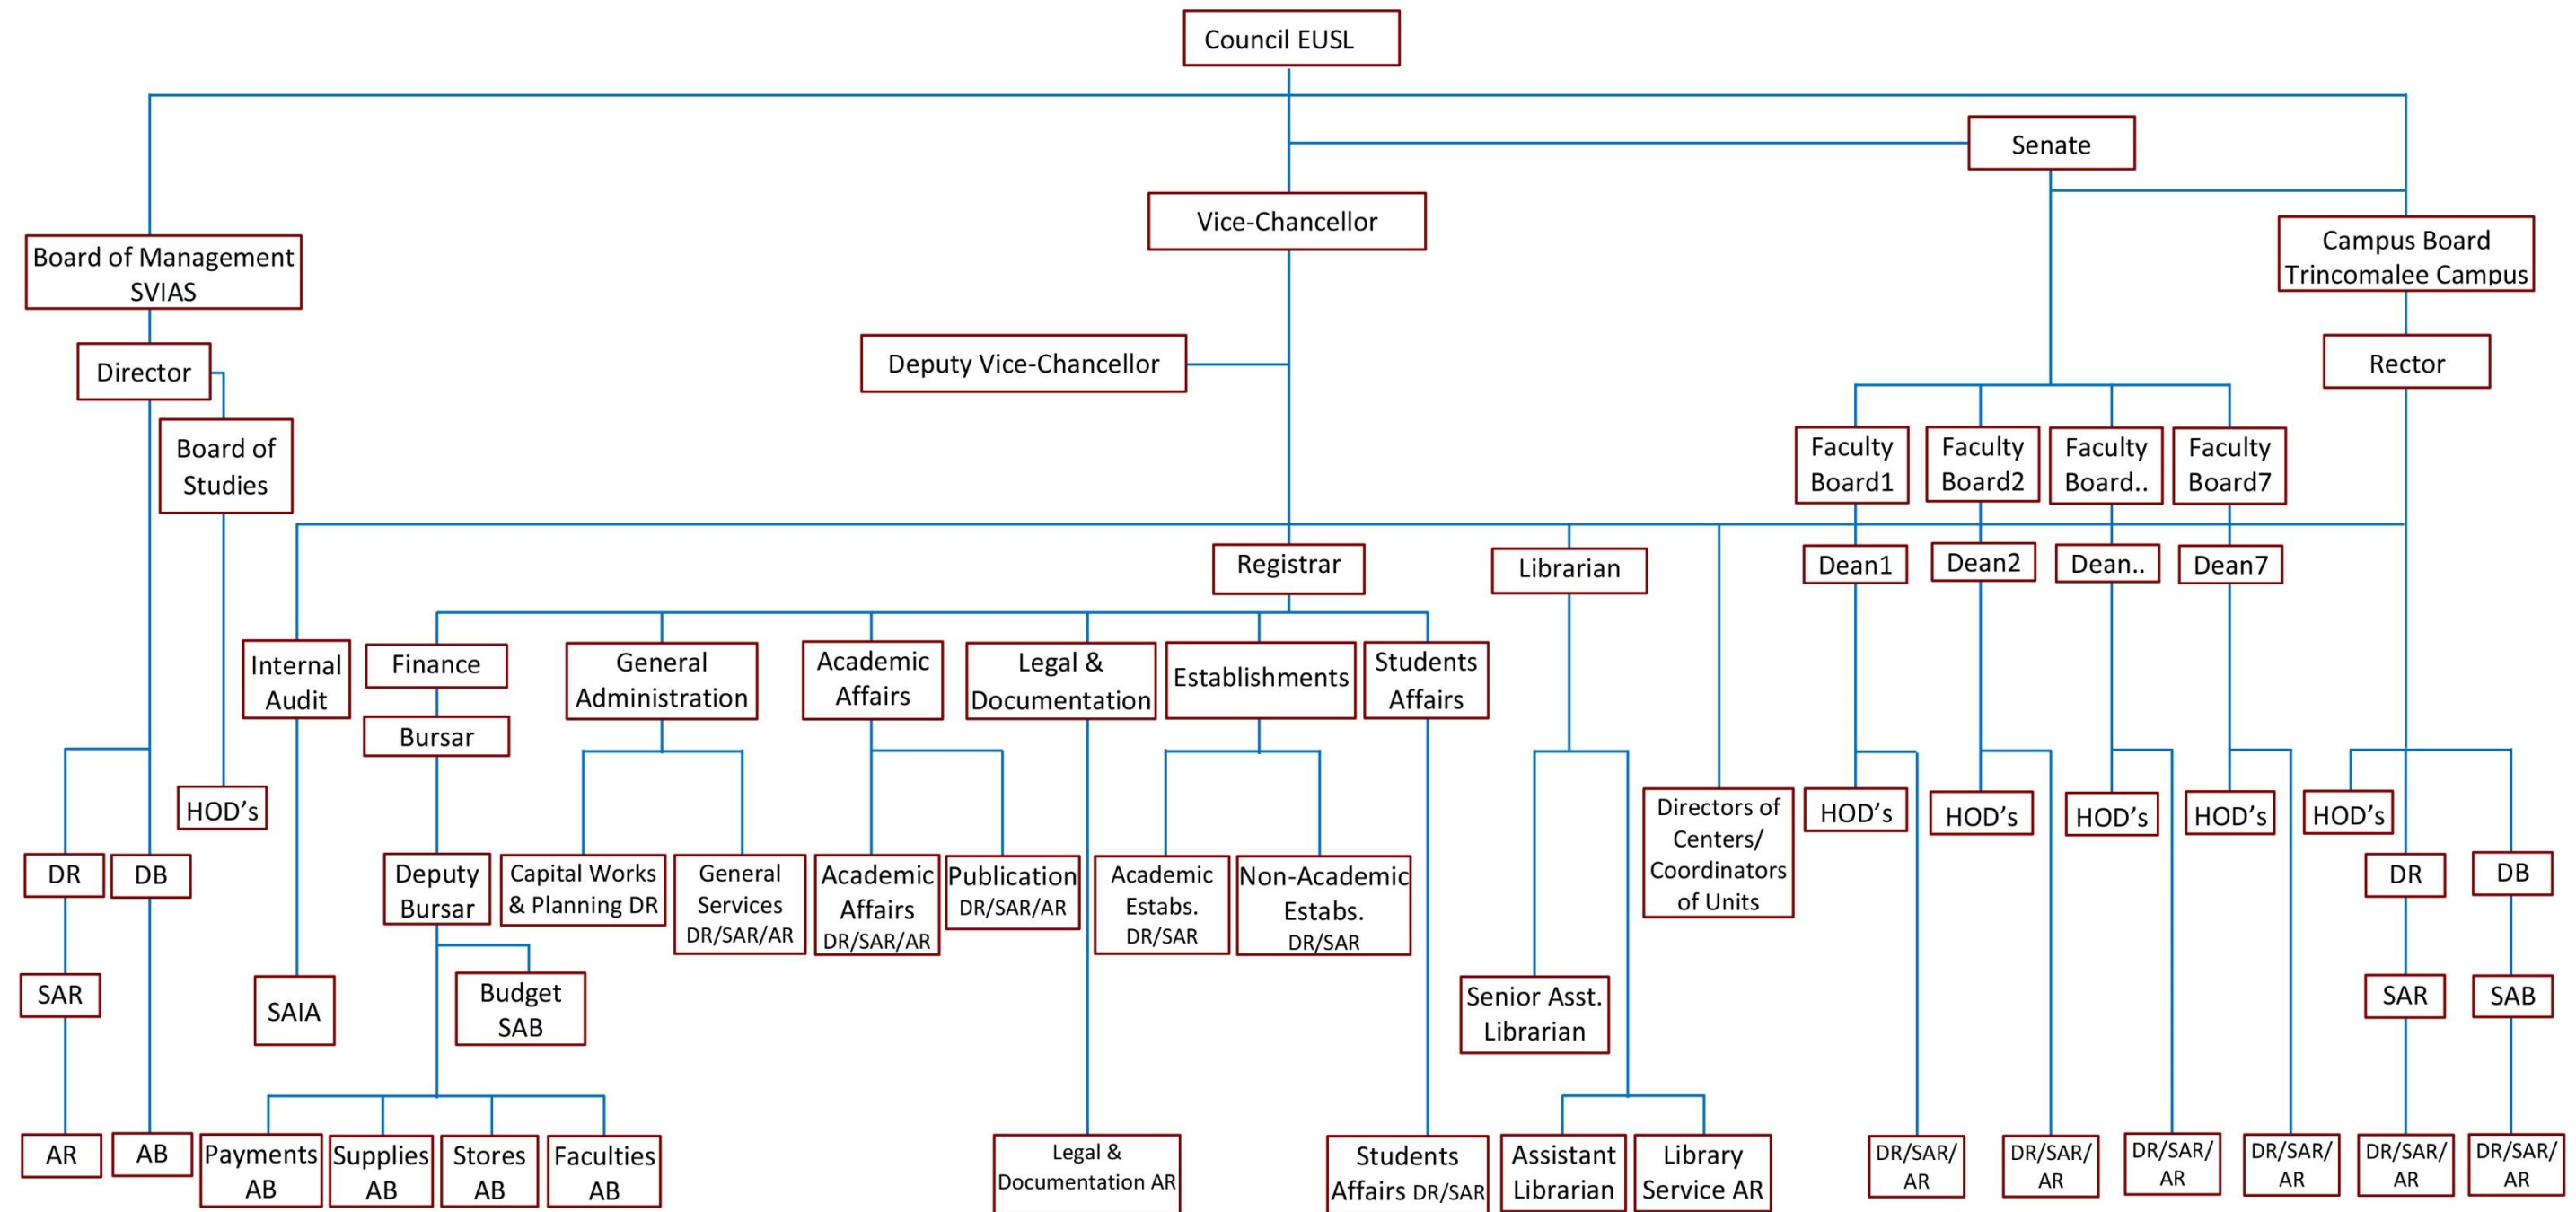 Council EUSL
Senate
Vice-Chancellor
Board of Management
SVIAS
Campus Board
Trincomalee Campus
Director
Deputy Vice-Chancellor
Rector
Board of
Studies
Faculty
Board1
Faculty
Board2
Faculty
Board..
Faculty
Board7
Registrar
Librarian
Dean1
Dean2
Dean..
Dean7
Internal
Audit
Finance
General
Administration
Academic
Affairs
Legal &
Documentation
Establishments
Students
Affairs
Bursar
HOD’s
Directors of
Centers/
Coordinators
of Units
HOD’s
HOD’s
HOD’s
HOD’s
HOD’s
DR
DB
Deputy
Bursar
Capital Works
& Planning DR
General
Services
DR/SAR/AR
Academic
Affairs
DR/SAR/AR
Publication
DR/SAR/AR
Academic
Estabs.
DR/SAR
Non-Academic
Estabs.
DR/SAR
DR
DB
SAR
SAIA
Budget
SAB
Senior Asst.
Librarian
SAR
SAB
AR
AB
Payments
AB
Supplies
AB
Stores
AB
Faculties
AB
Legal &
Documentation AR
Students
Affairs DR/SAR
Assistant
Librarian
Library
Service AR
DR/SAR/
AR
DR/SAR/
AR
DR/SAR/
AR
DR/SAR/
AR
DR/SAR/
AR
DR/SAR/
AR